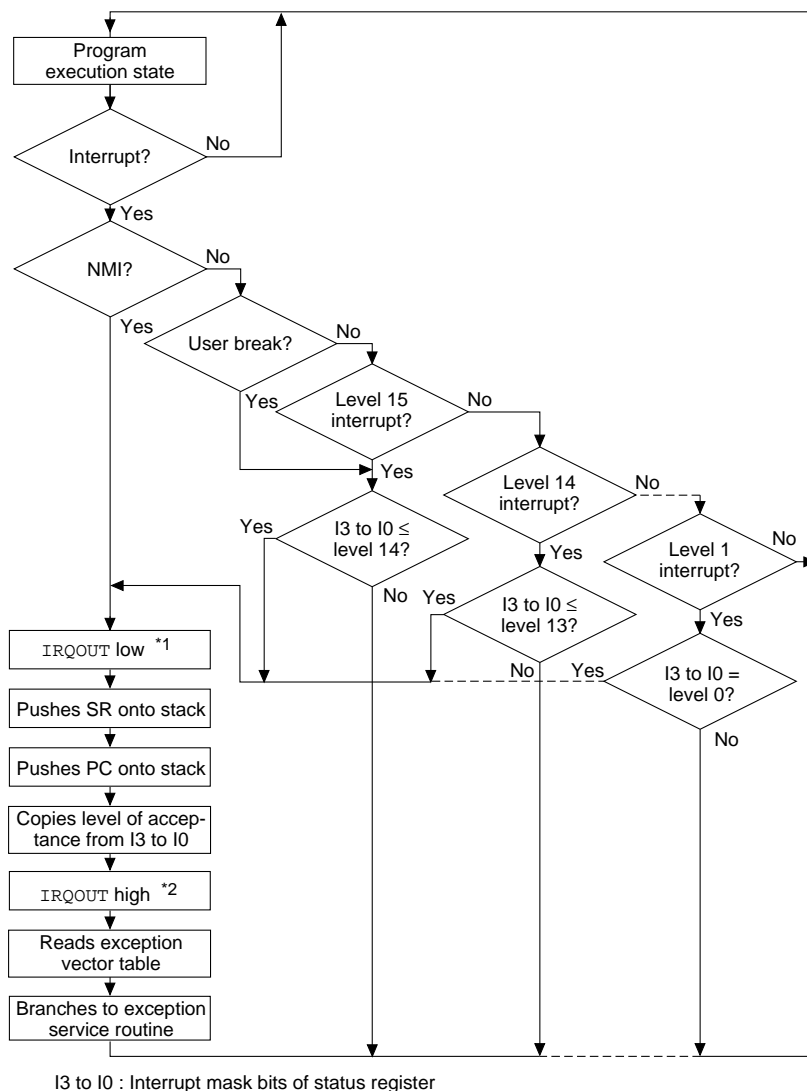 Program
execution state
No
Interrupt?
Yes
NMI?
No
Yes
User break?
No
Yes
Level 15
interrupt?
No
Yes
Level 14
interrupt?
No
Yes
I3 to I0 ≤
level 14?
Yes
No
Level 1
interrupt?
No
Yes
I3 to I0 ≤
level 13?
Yes
No
Yes
I3 to I0 =
level 0?
No
IRQOUT low *1
Pushes SR onto stack
Pushes PC onto stack
Copies level of accep-
tance from I3 to I0
IRQOUT high *2
Reads exception
vector table
Branches to exception
service routine
I3 to I0 : Interrupt mask bits of status register